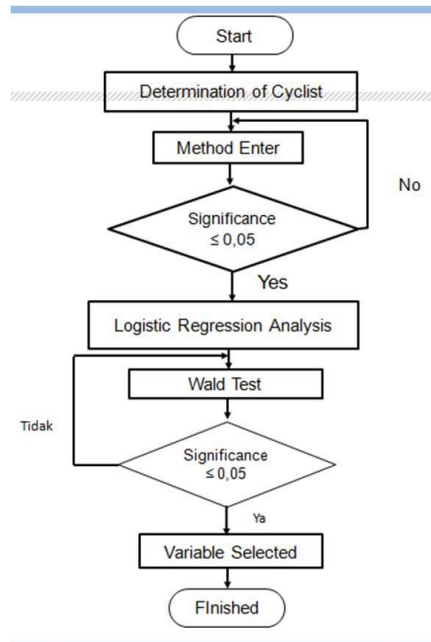 Start
Determination of Cyclist
Method Enter
No
Significance
≤ 0,05
Yes
Logistic Regression Analysis
Wald Test
Tidak
Significance
≤ 0,05
Ya
Variable Selected
FInished